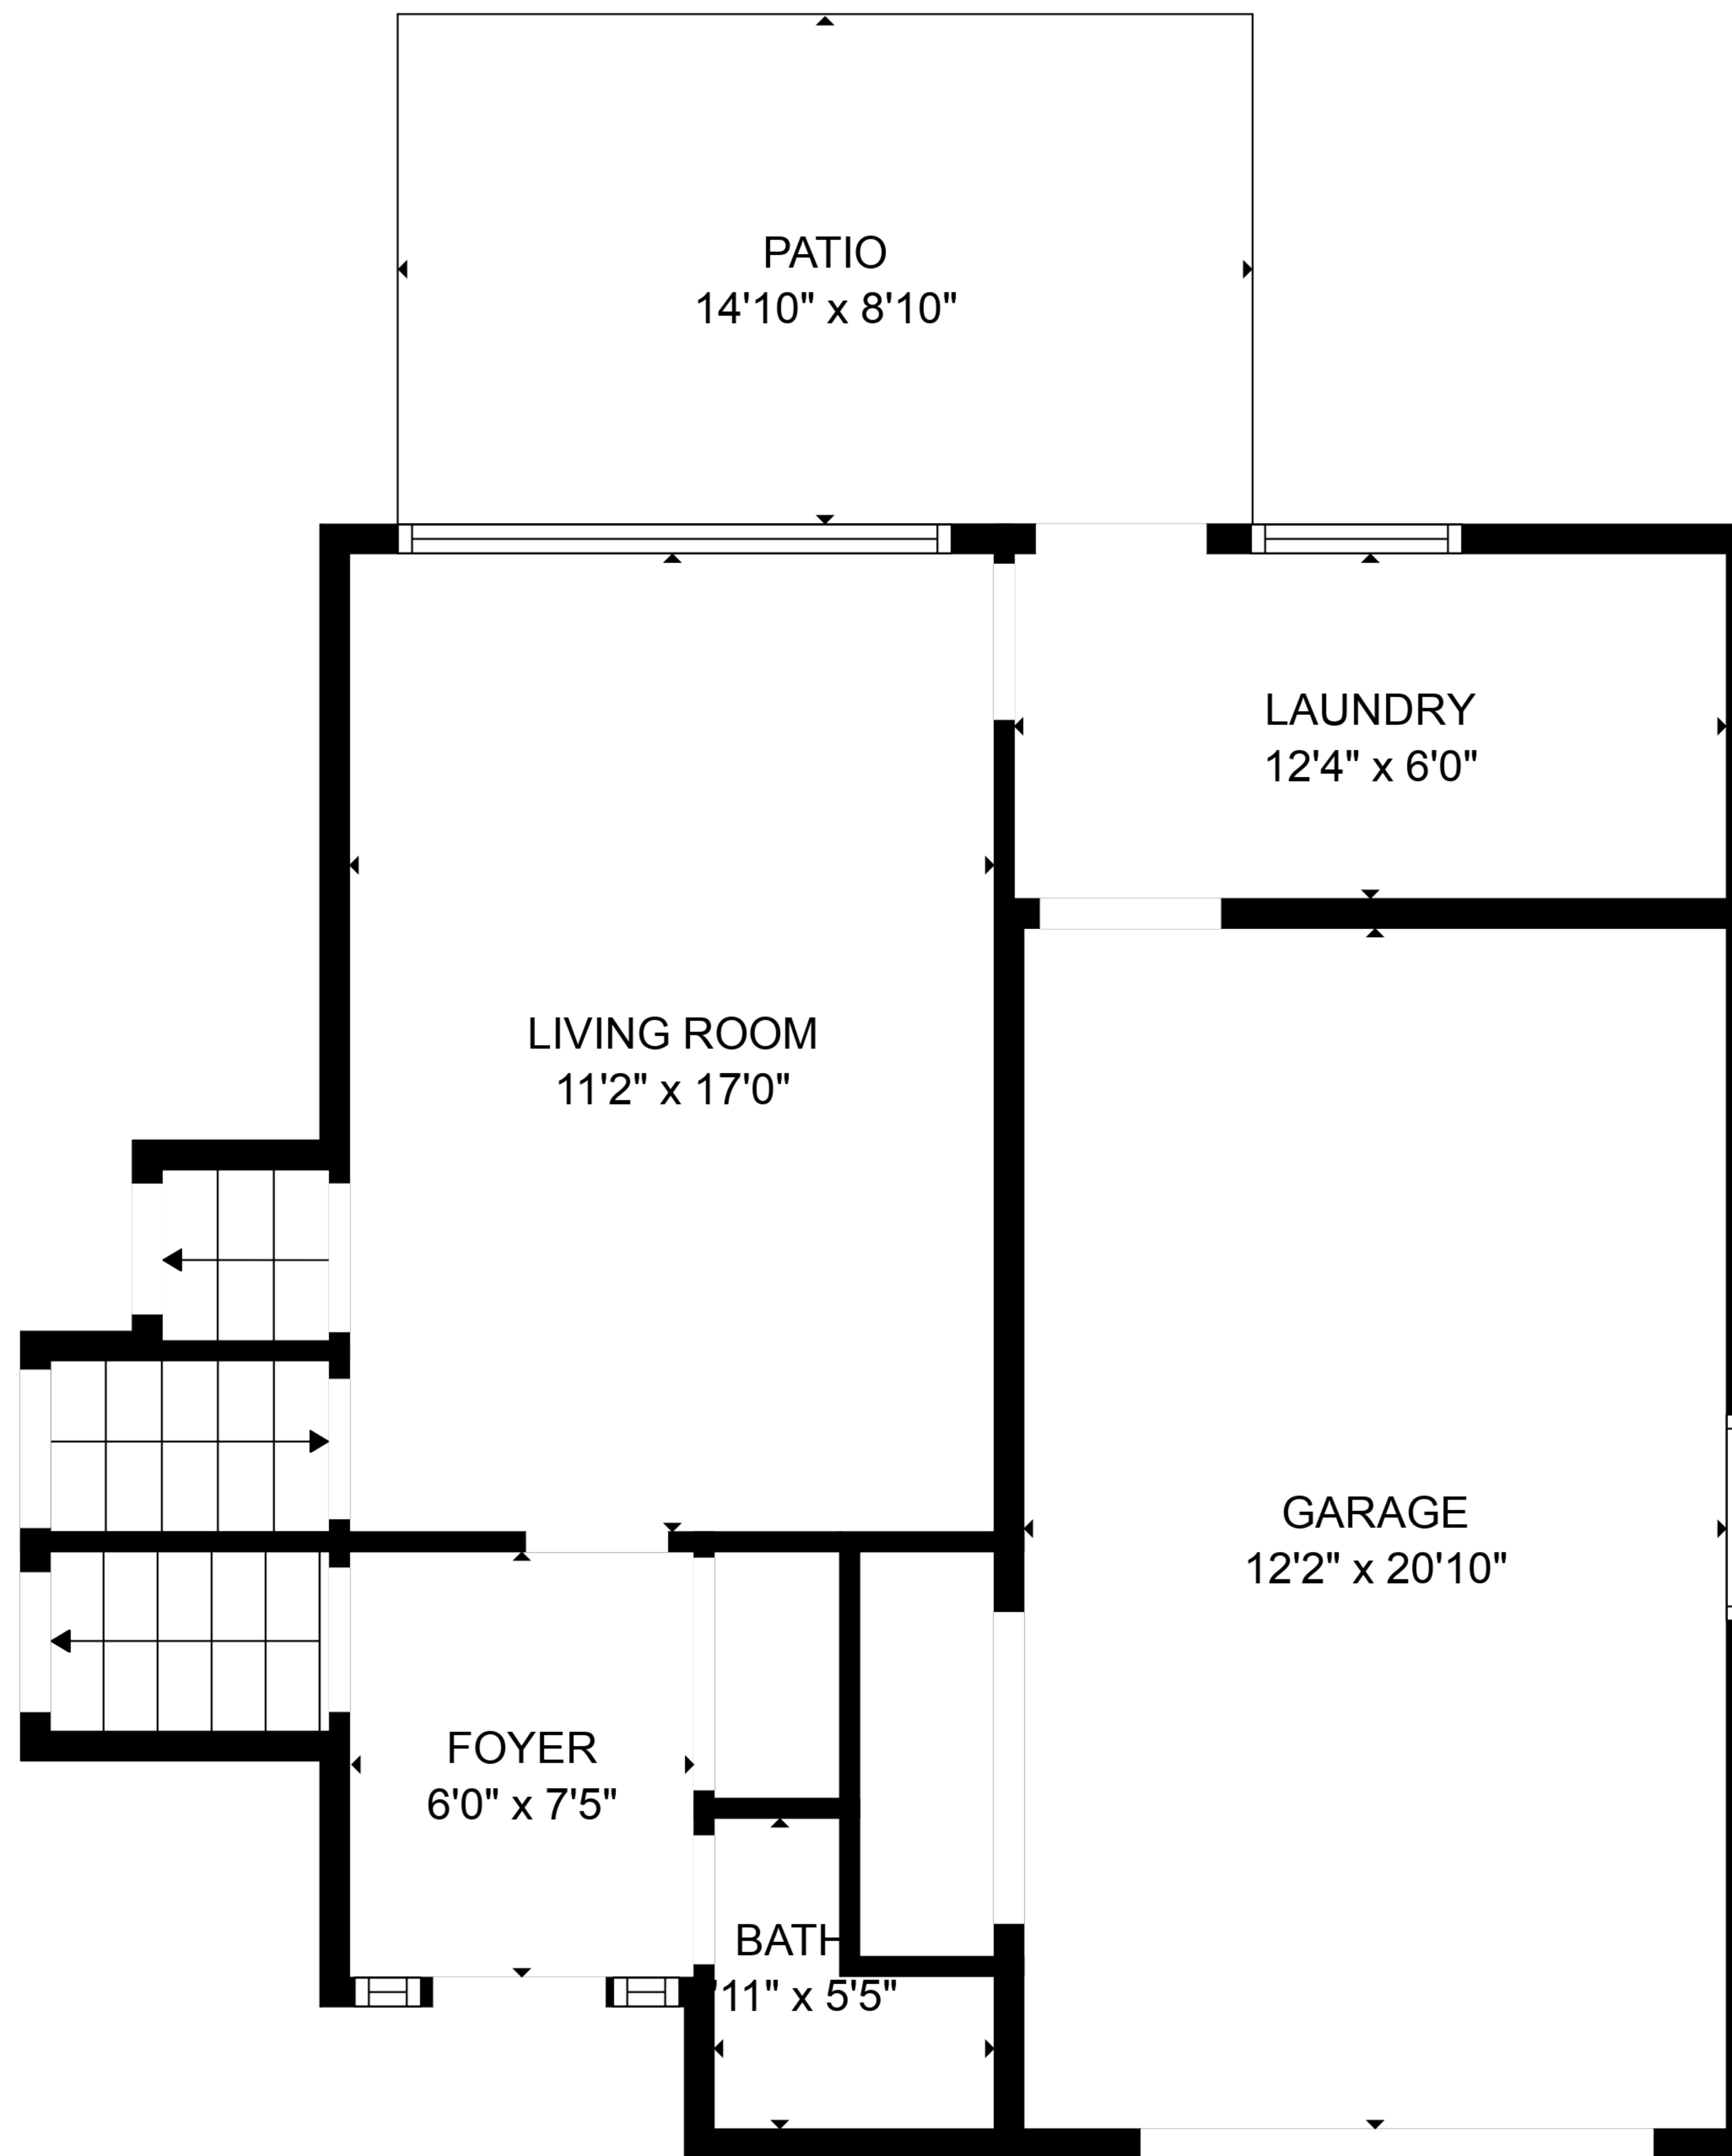 PATIO
14'10" x 8'10"
LAUNDRY
12'4" x 6'0"
LIVING ROOM
11'2" x 17'0"
GARAGE
12'2" x 20'10"
FOYER
6'0" x 7'5"
BATH
'11" x 5'5"